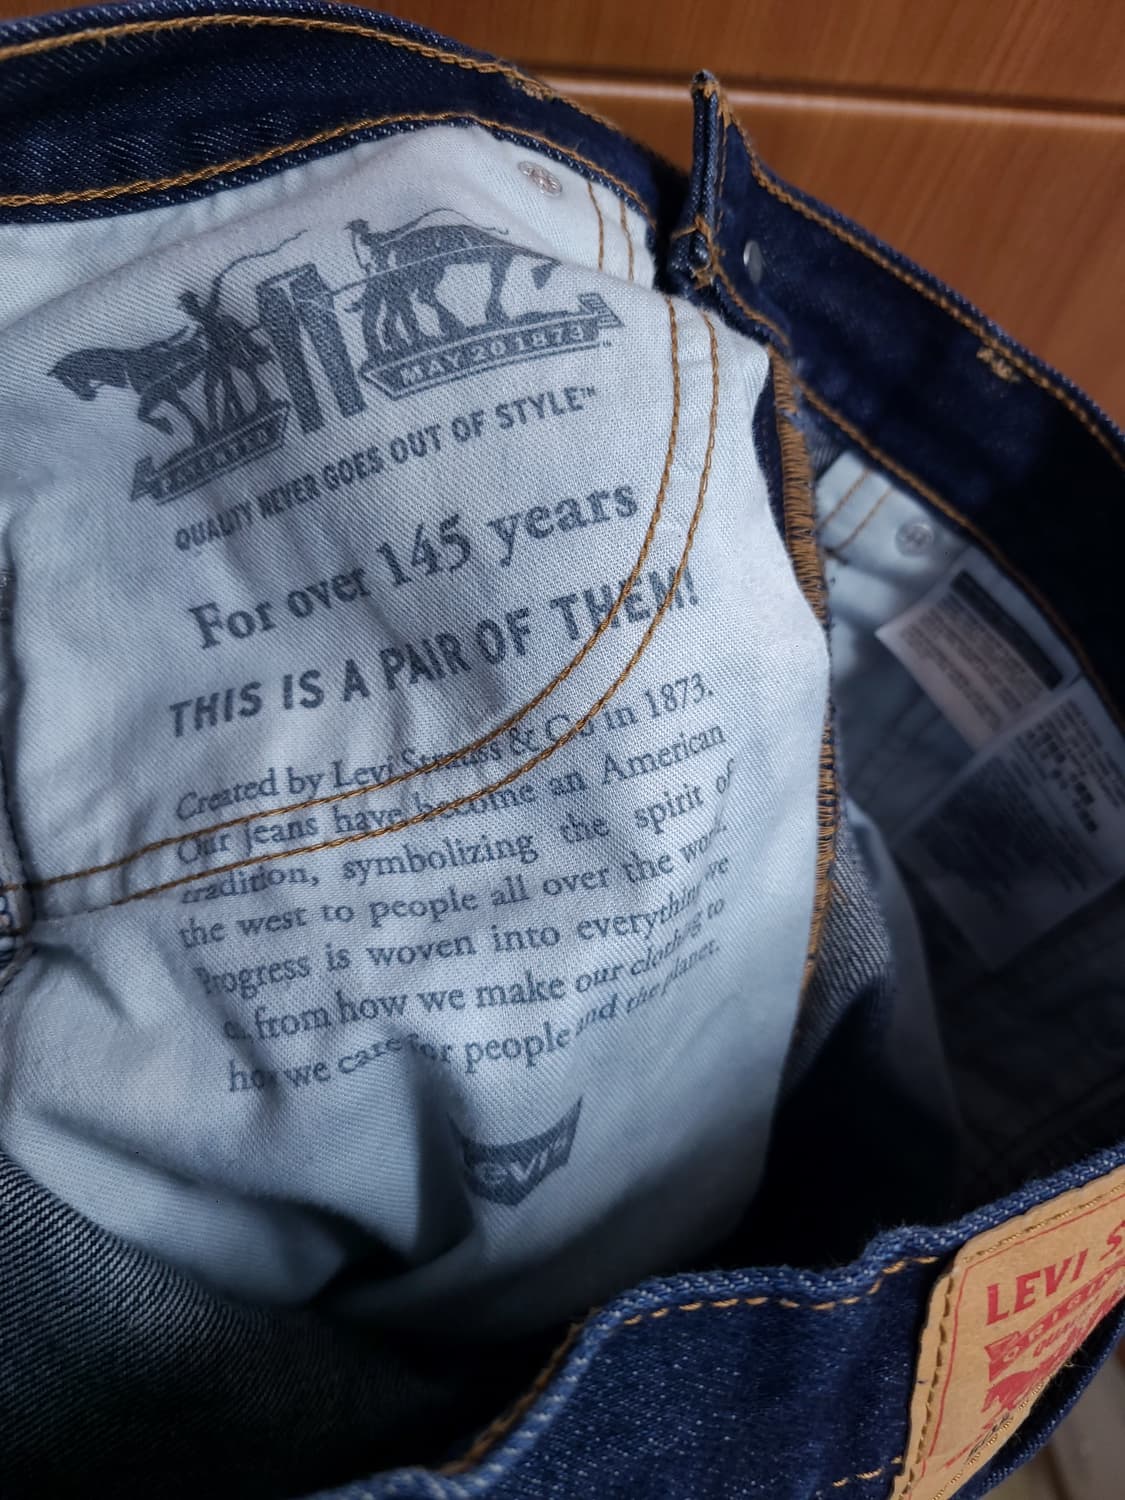 MAY 20 1873
QUALITY NEVER GOES OUT OF STYLE™
For over 145 years
THIS IS A PAIR OF THEM!
Created by Levi Strauss & Co in 1873.
Our jeans have become an American
tradition, symbolizing the spirit of
the west to people all over the world.
Progress is woven into everything we
from how we make our clothing to
how we care for people and the planet.
Levi's
LEVI